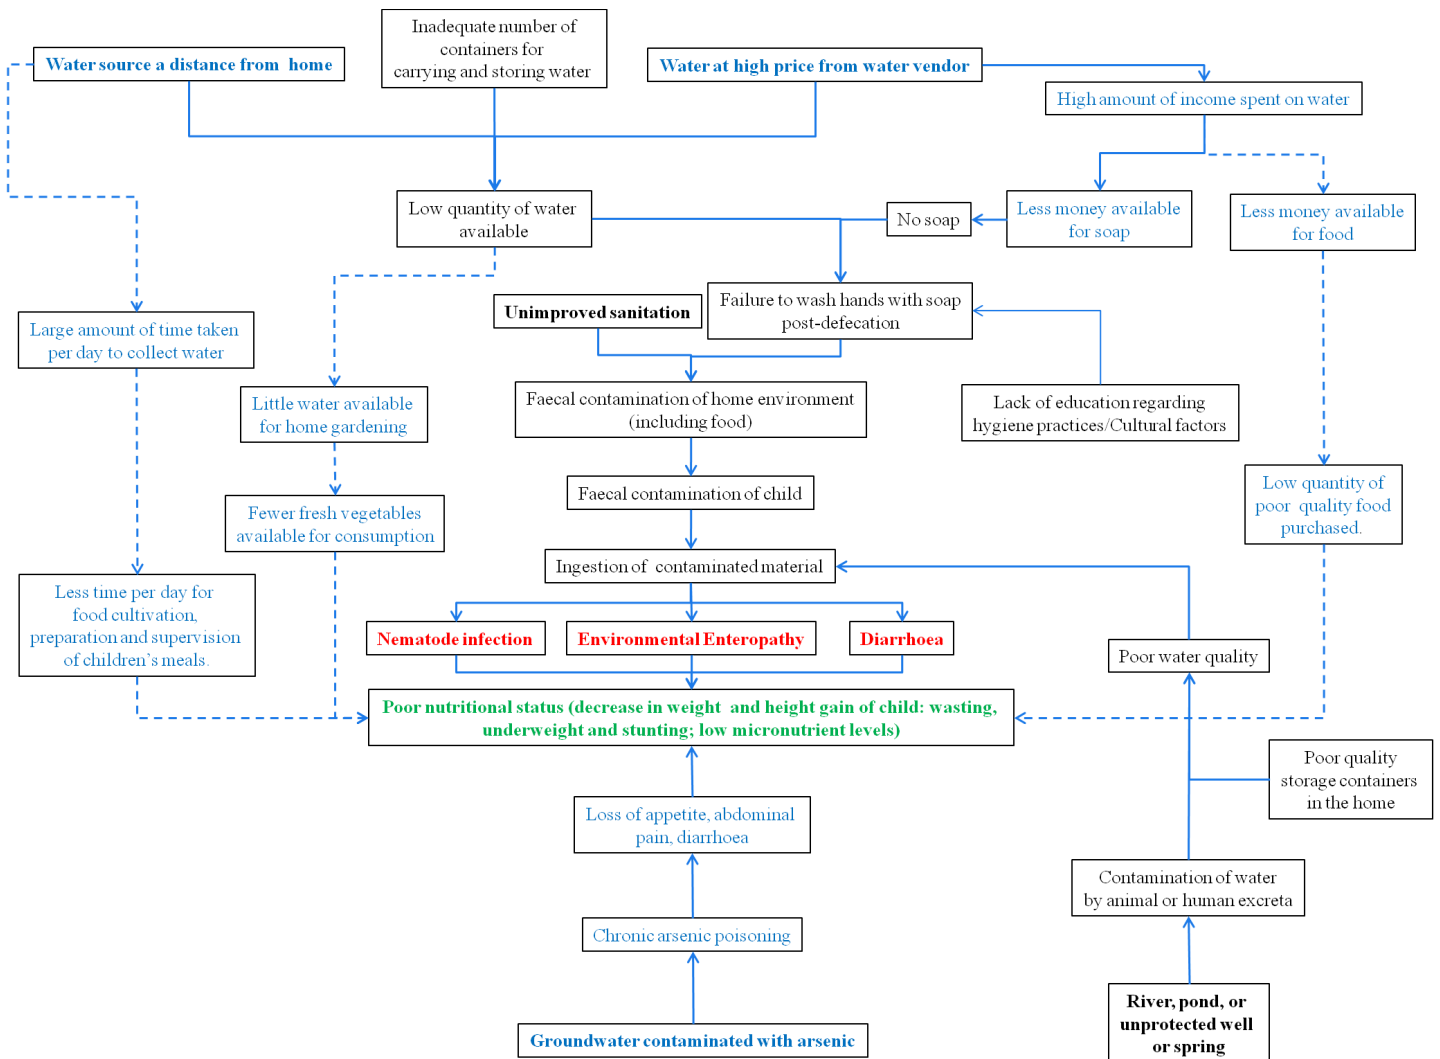 Inadequate number of
containers for
carrying and storing water
Water source a distance from home
Water at high price from water vendor
High amount of income spent on water
Low quantity of water
available
No soap
Less money available
for soap
Less money available
for food
Unimproved sanitation
Failure to wash hands with soap
post-defecation
Large amount of time taken
per day to collect water
Little water available
for home gardening
Faecal contamination of home environment
(including food)
Lack of education regarding
hygiene practices/Cultural factors
Faecal contamination of child
Low quantity of
poor quality food
purchased.
Fewer fresh vegetables
available for consumption
Ingestion of contaminated material
Less time per day for
food cultivation,
preparation and supervision
of children's meals.
Nematode infection
Environmental Enteropathy
Diarrhoea
Poor water quality
Poor nutritional status (decrease in weight and height gain of child: wasting,
underweight and stunting; low micronutrient levels)
Poor quality
storage containers
in the home
Loss of appetite, abdominal
pain, diarrhoea
Contamination of water
by animal or human excreta
Chronic arsenic poisoning
River, pond, or
unprotected well
or spring
Groundwater contaminated with arsenic